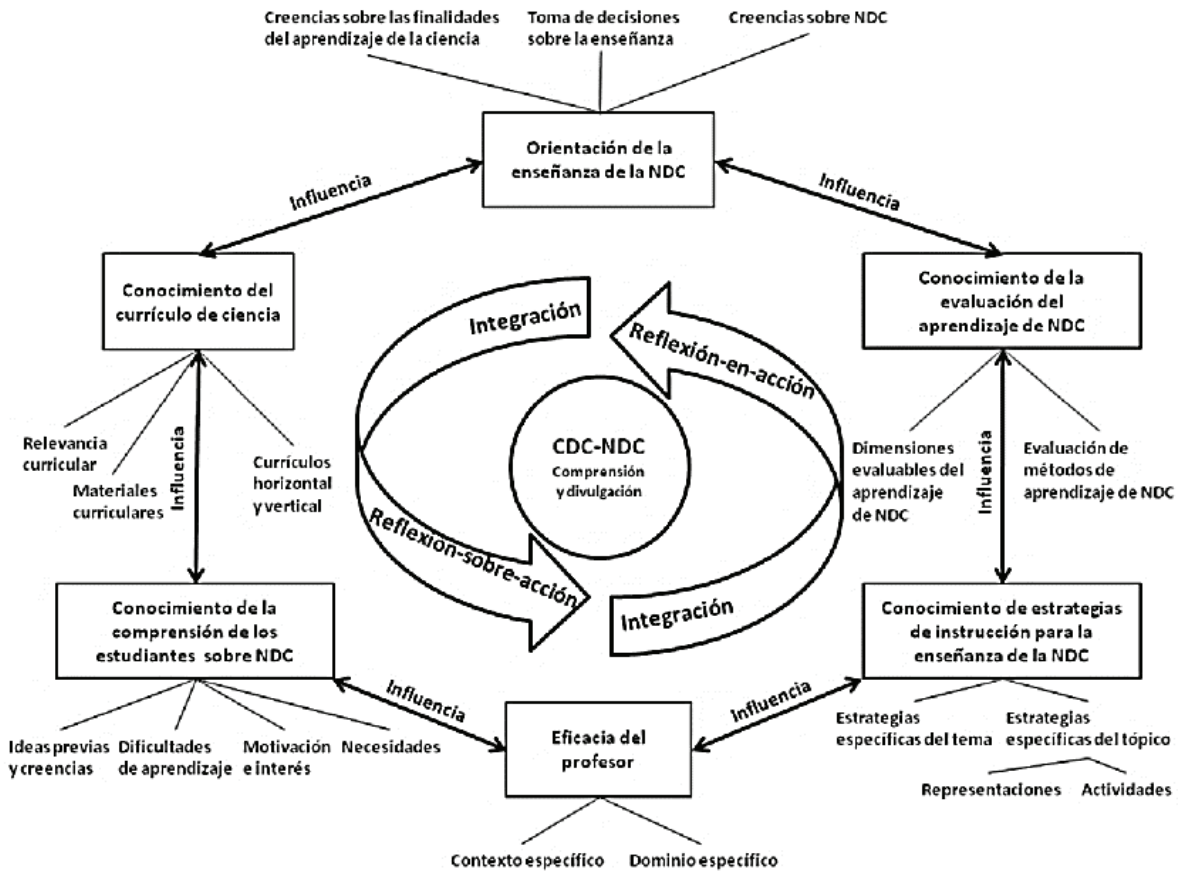 Creencias sobre las finalidades
del aprendizaje de la ciencia
Toma de decisiones
sobre la enseñanza
Creencias sobre NDC
Orientación de la
enseñanza de la NDC
Influencia
Influencia
Conocimiento del
currículo de ciencia
Conocimiento de la
evaluación del
aprendizaje de NDC
Integración
Reflexión-en-acción
CDC-NDC
Comprensión
y divulgación
Relevancia
curricular
Materiales
curriculares
Influencia
Currículos
horizontal
y vertical
Dimensiones
evaluables del
aprendizaje
de NDC
Influencia
Evaluación de
métodos de
aprendizaje de NDC
Reflexión-sobre-acción
Integración
Conocimiento de la
comprensión de los
estudiantes sobre NDC
Conocimiento de estrategias
de instrucción para la
enseñanza de la NDC
Influencia
Influencia
Ideas previas
y creencias
Dificultades
de aprendizaje
Motivación
e interés
Necesidades
Eficacia del
profesor
Estrategias
específicas del tema
Estrategias
específicas del tópico
Representaciones
Actividades
Contexto específico
Dominio específico